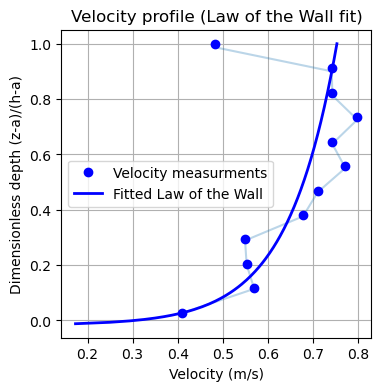 Velocity profile (Law of the Wall fit)
Dimensionless depth (z-a)/(h-a)
1.0
0.8
0.6
0.4
0.2
0.0
Velocity measurments
Fitted Law of the Wall
0.2 0.3 0.4 0.5 0.6 0.7 0.8
Velocity (m/s)